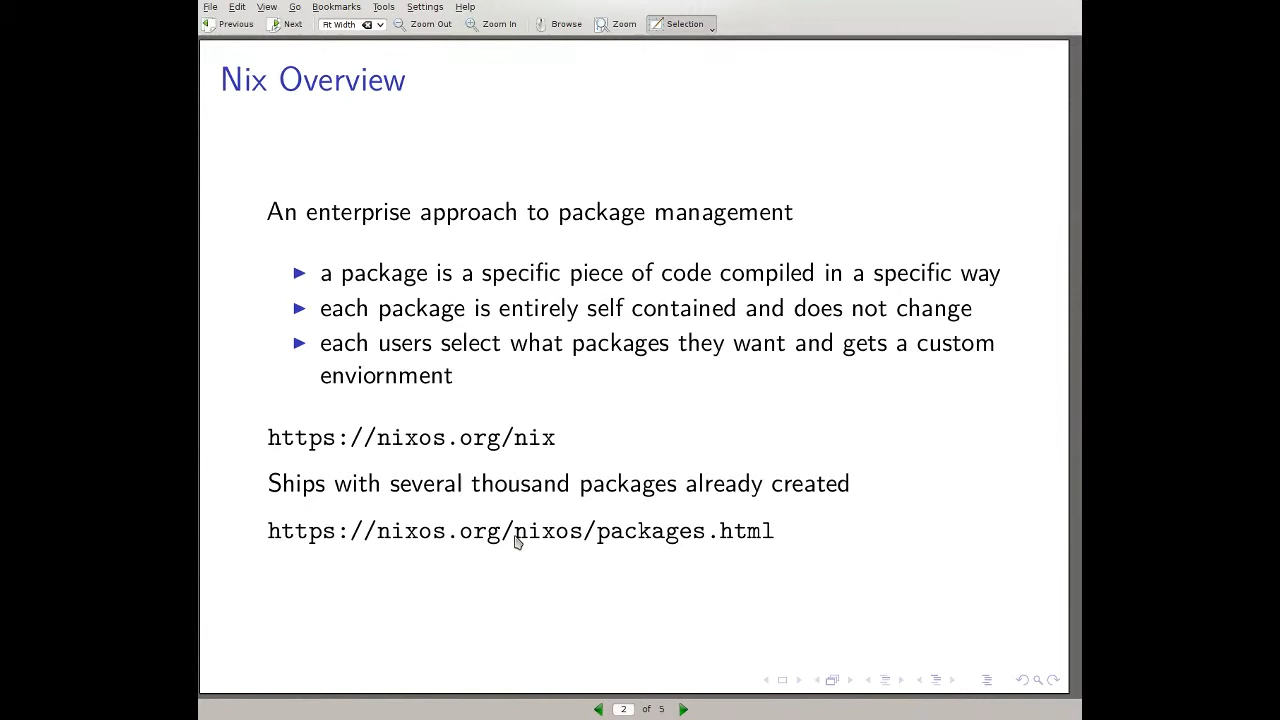 File Edit View Go Bookmarks Tools Settings Help
Previous Next Fit Width Zoom Out Zoom In Browse Zoom Selection
Nix Overview
An enterprise approach to package management
a package is a specific piece of code compiled in a specific way
each package is entirely self contained and does not change
each users select what packages they want and gets a custom
enviornment
https://nixos.org/nix
Ships with several thousand packages already created
https://nixos.org/nixos/packages.html
2 of 5